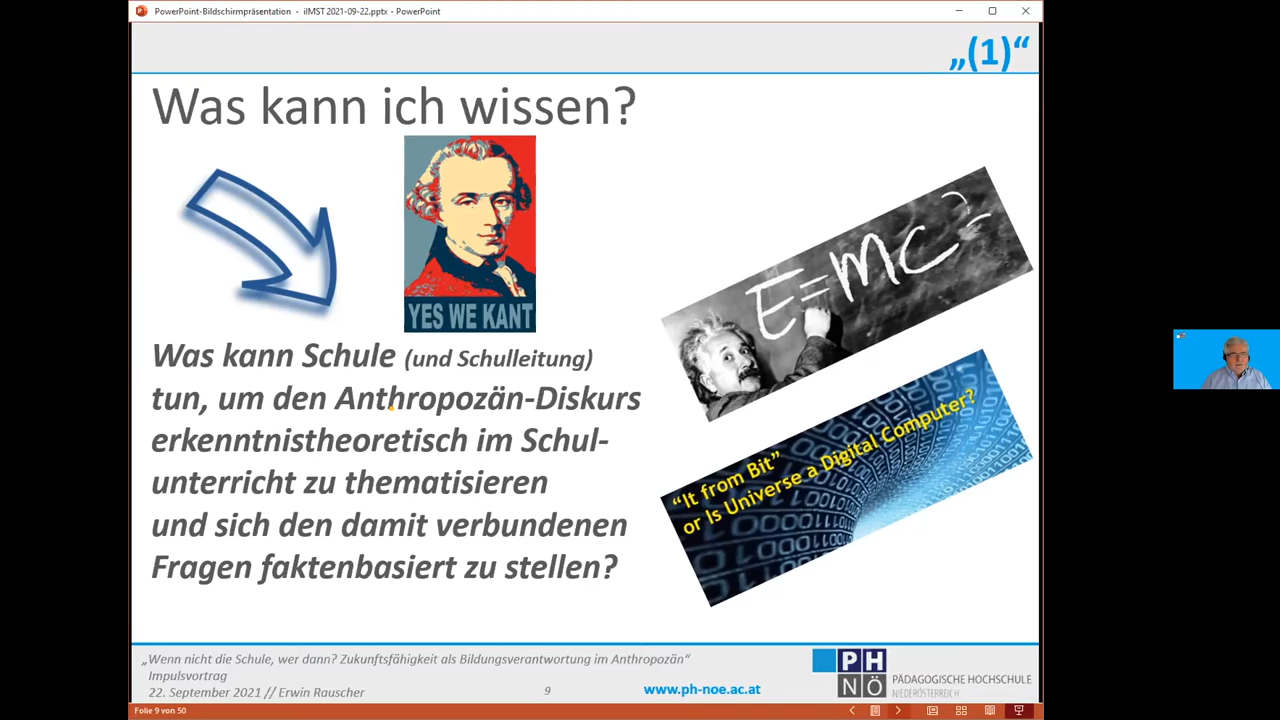 PowerPoint-Bildschirmpräsentation - iIMST 2021-09-22.pptx - PowerPoint
„(1)“
Was kann ich wissen?
YES WE KANT
E=MC²
Was kann Schule (und Schulleitung)
tun, um den Anthropozän-Diskurs
erkenntnistheoretisch im Schul-
unterricht zu thematisieren
und sich den damit verbundenen
Fragen faktenbasiert zu stellen?
“It from Bit”
or Is Universe a Digital Computer?
„Wenn nicht die Schule, wer dann? Zukunftsfähigkeit als Bildungsverantwortung im Anthropozän“
Impulsvortrag
22. September 2021 // Erwin Rauscher
9
www.ph-noe.ac.at
PH
NÖ
PÄDAGOGISCHE HOCHSCHULE
NIEDERÖSTERREICH
Folie 9 von 50